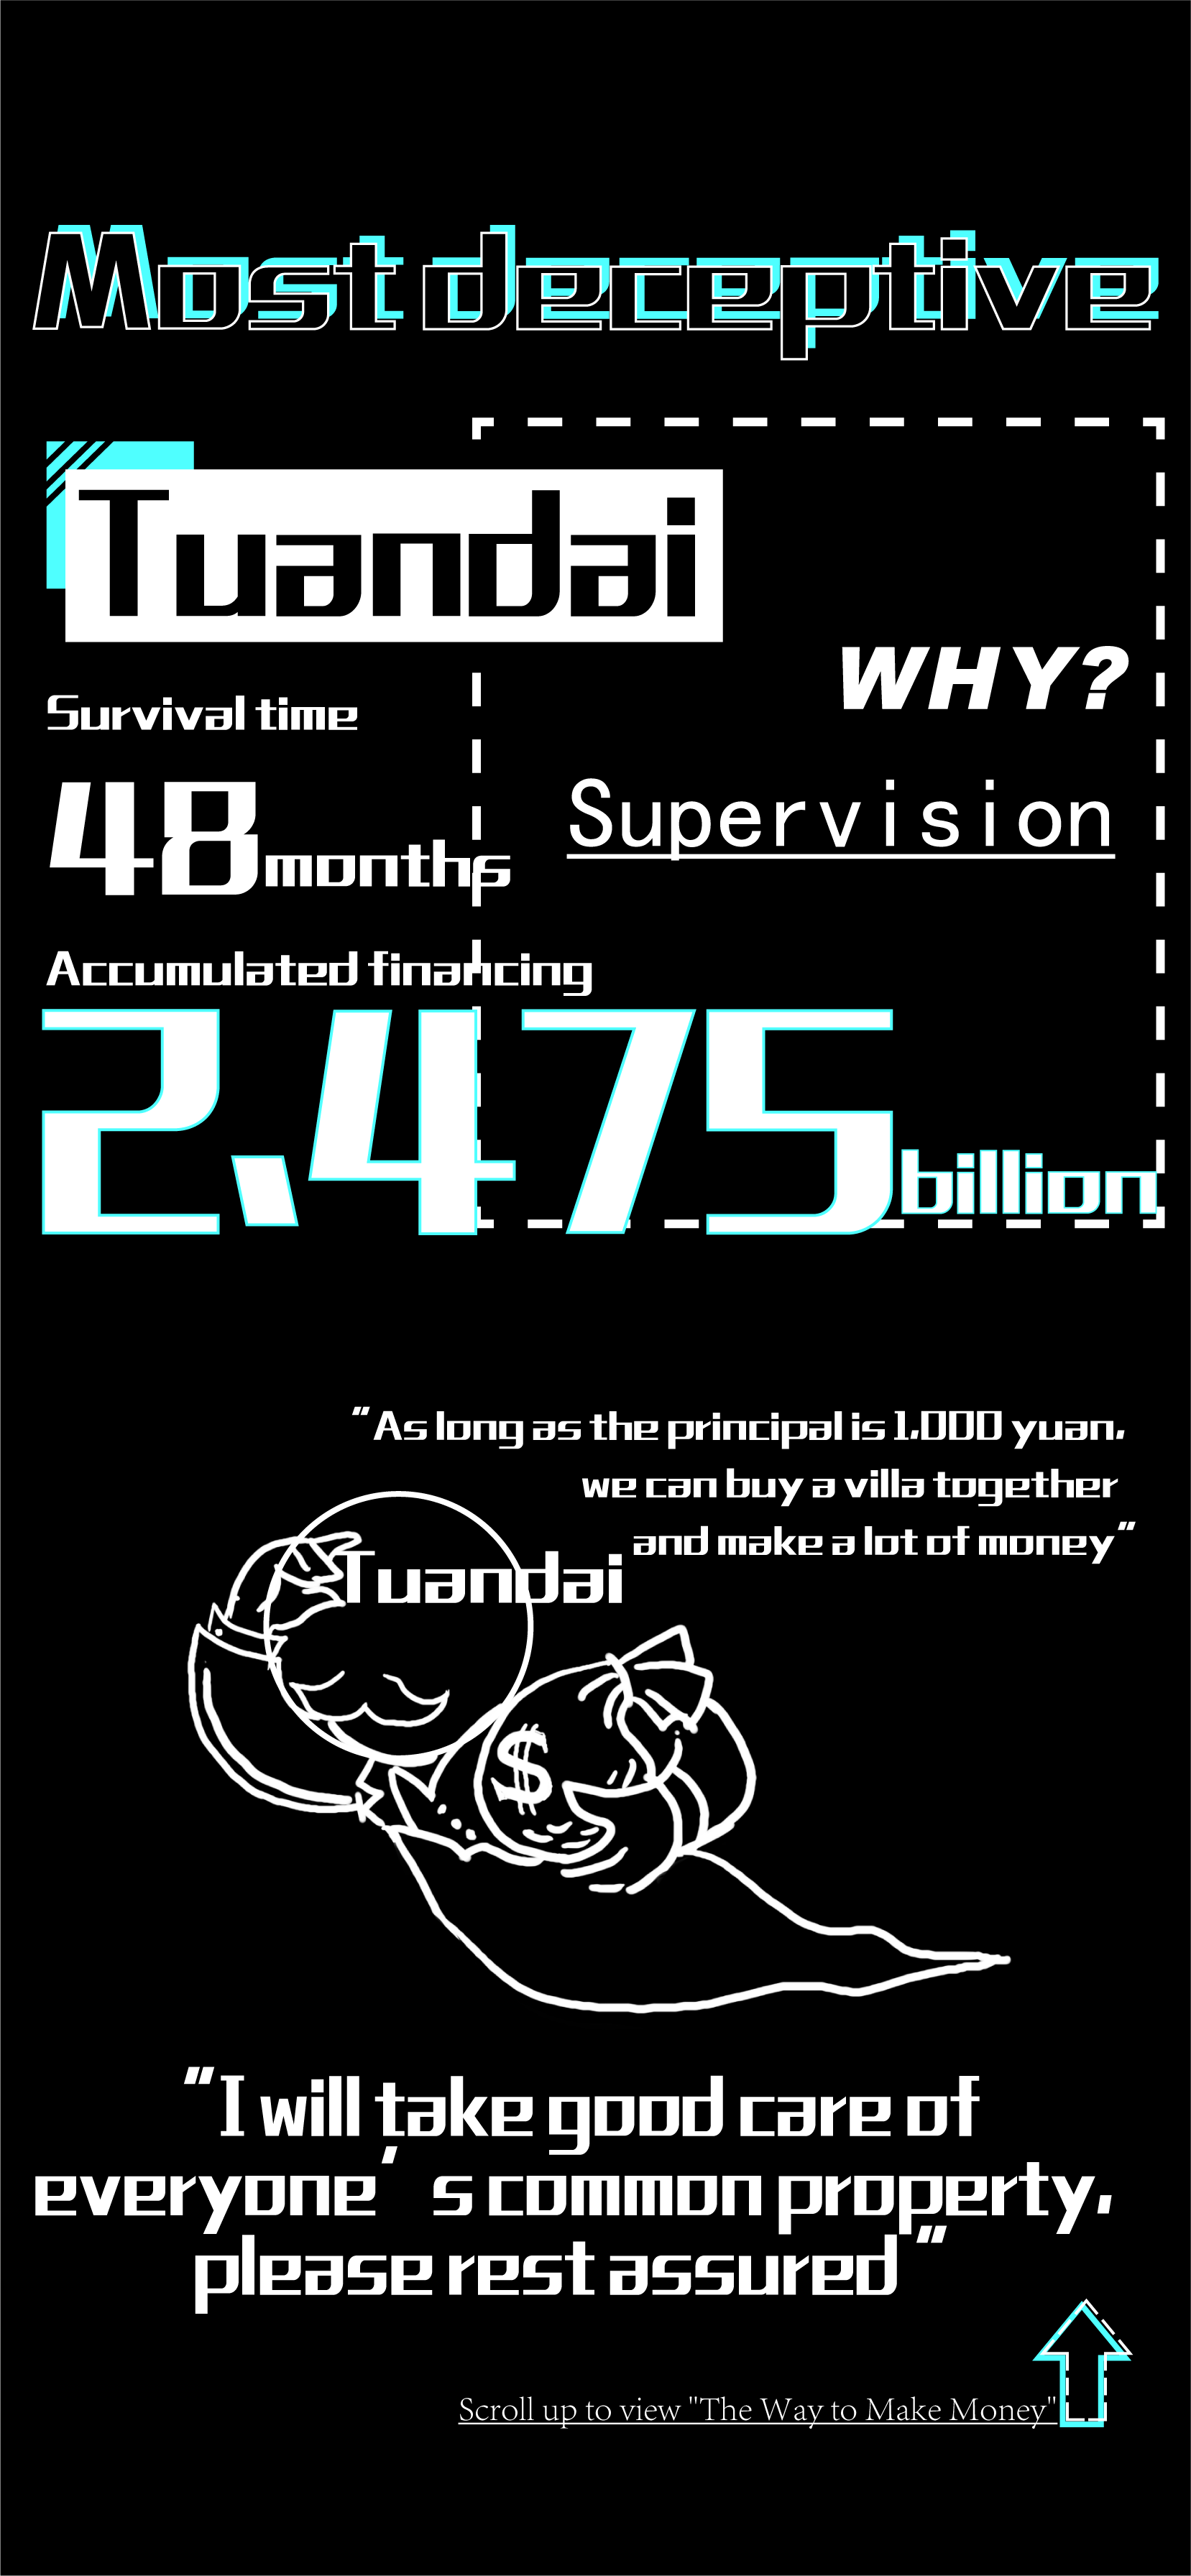 Most deceptive
Tuandai
WHY?
Survival time
Supervision
48months
Accumulated financing
2.475billion
"As long as the principal is 1,000 yuan,
we can buy a villa together
and make a lot of money"
Tuandai
$
"I will take good care of
everyone's common property,
please rest assured"
Scroll up to view "The Way to Make Money"